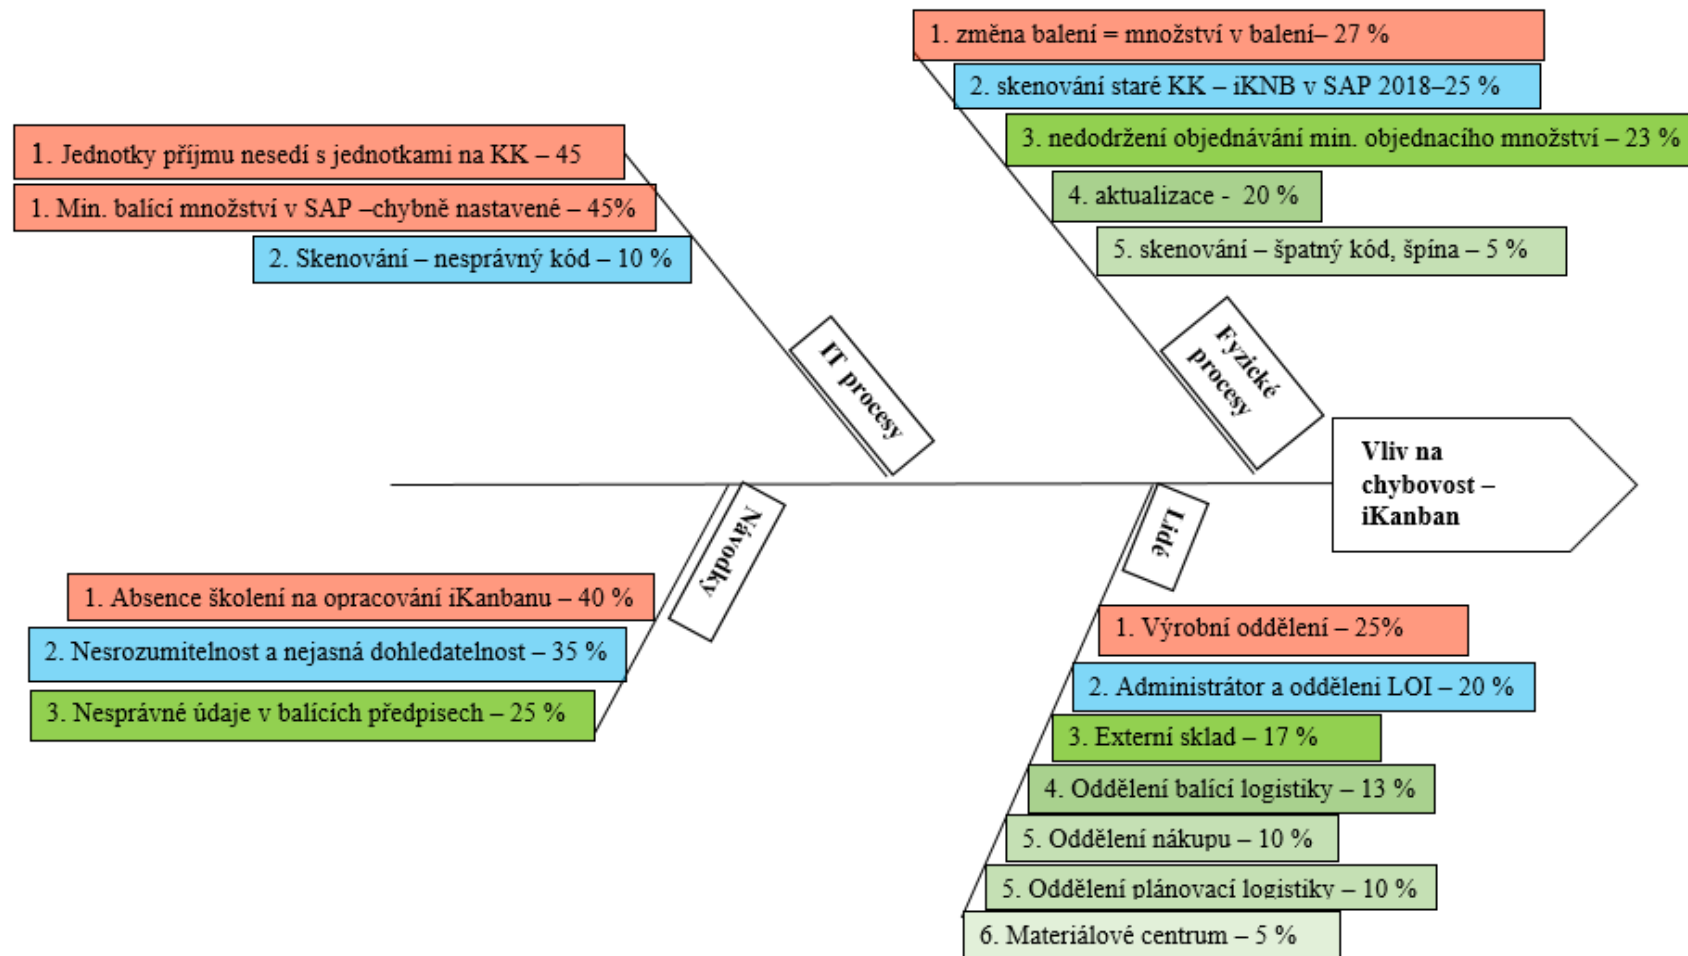 1. změna balení = množství v balení– 27 %
2. skenování staré KK – iKNB v SAP 2018–25 %
3. nedodržení objednávání min. objednacího množství – 23 %
4. aktualizace - 20 %
5. skenování – špatný kód, špína – 5 %
1. Jednotky příjmu nesedí s jednotkami na KK – 45
1. Min. balící množství v SAP –chybně nastavené – 45%
2. Skenování – nesprávný kód – 10 %
IT procesy
Fyzické
procesy
Vliv na
chybovost –
iKanban
Návodky
Lidé
1. Absence školení na opracování iKanbanu – 40 %
2. Nesrozumitelnost a nejasná dohledatelnost – 35 %
3. Nesprávné údaje v balících předpisech – 25 %
1. Výrobní oddělení – 25%
2. Administrátor a oddělení LOI – 20 %
3. Externí sklad – 17 %
4. Oddělení balící logistiky – 13 %
5. Oddělení nákupu – 10 %
5. Oddělení plánovací logistiky – 10 %
6. Materiálové centrum – 5 %